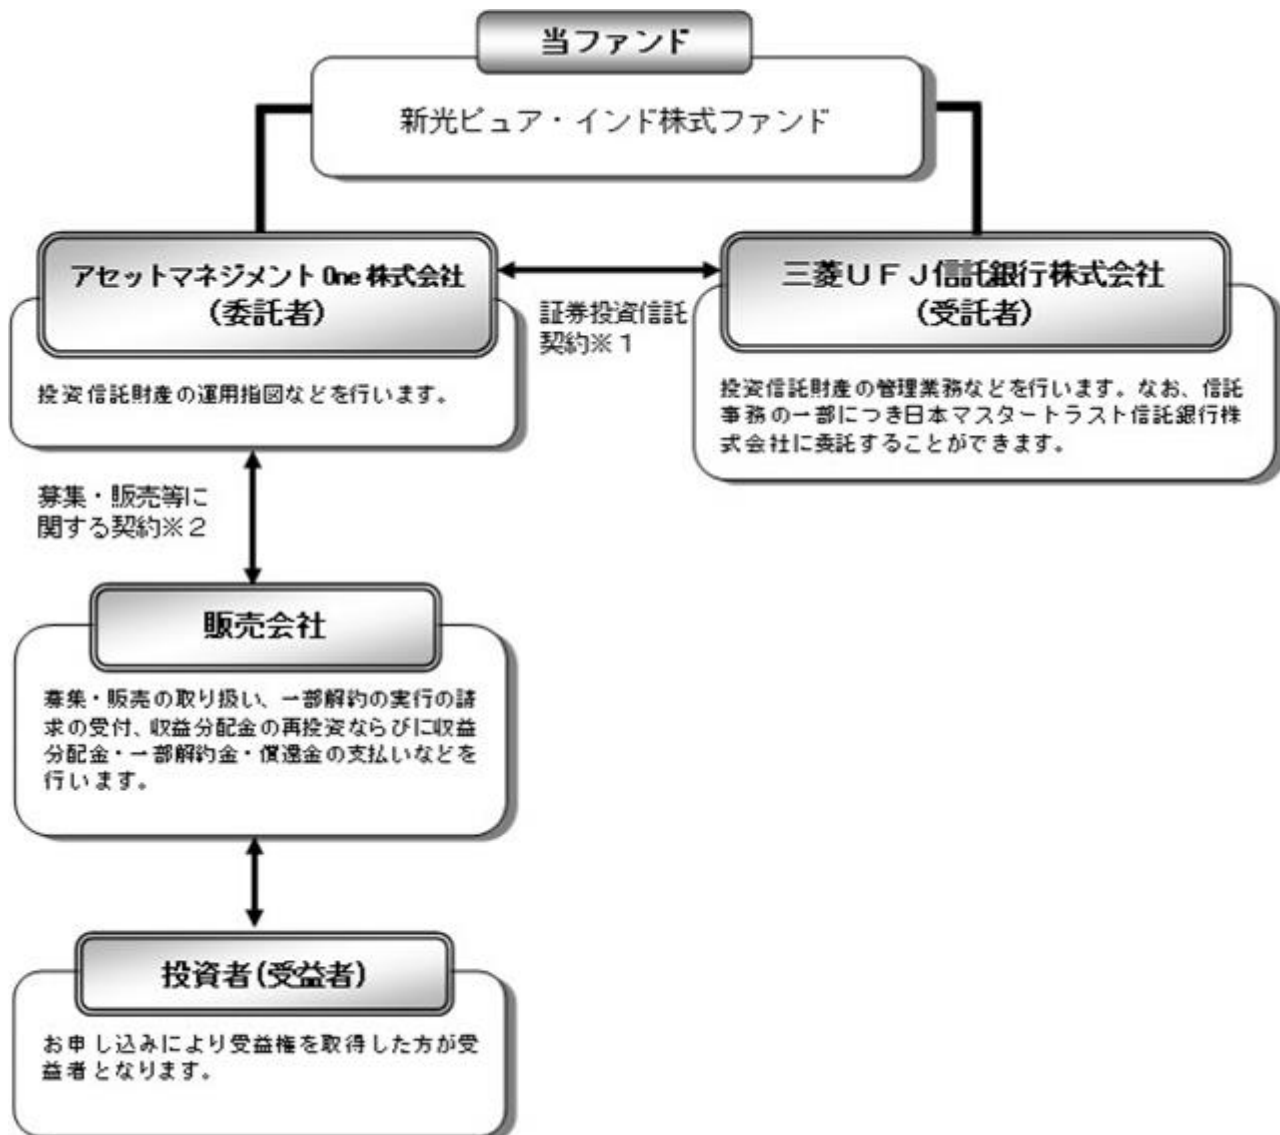 当ファンド
新光ピュア・インド株式ファンド
アセットマネジメントOne株式会社
(委託者)
投資信託財産の運用指図などを行います。
証券投資信託
契約※1
三菱UFJ信託銀行株式会社
(受託者)
投資信託財産の管理業務などを行います。なお、信託
事務の一部につき日本マスタートラスト信託銀行株
式会社に委託することができます。
募集・販売等に
関する契約※2
販売会社
募集・販売の取り扱い、一部解約の実行の請
求の受付、収益分配金の再投資ならびに収益
分配金・一部解約金・償還金の支払いなどを
行います。
投資者(受益者)
お申し込みにより受益権を取得した方が受
益者となります。